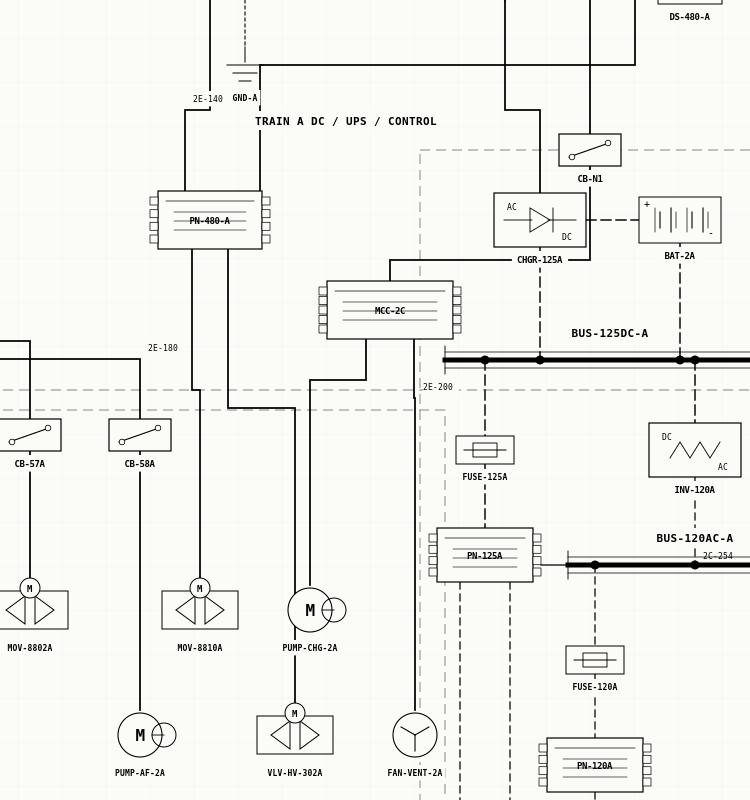 DS-480-A
2E-140
GND-A
TRAIN A DC / UPS / CONTROL
CB-N1
PN-480-A
AC
DC
CHGR-125A
+
-
BAT-2A
MCC-2C
BUS-125DC-A
2E-180
2E-200
CB-57A
CB-58A
DC
AC
FUSE-125A
INV-120A
BUS-120AC-A
PN-125A
2C-254
M
M
M
MOV-8802A
MOV-8810A
PUMP-CHG-2A
FUSE-120A
M
M
PUMP-AF-2A
VLV-HV-302A
FAN-VENT-2A
PN-120A